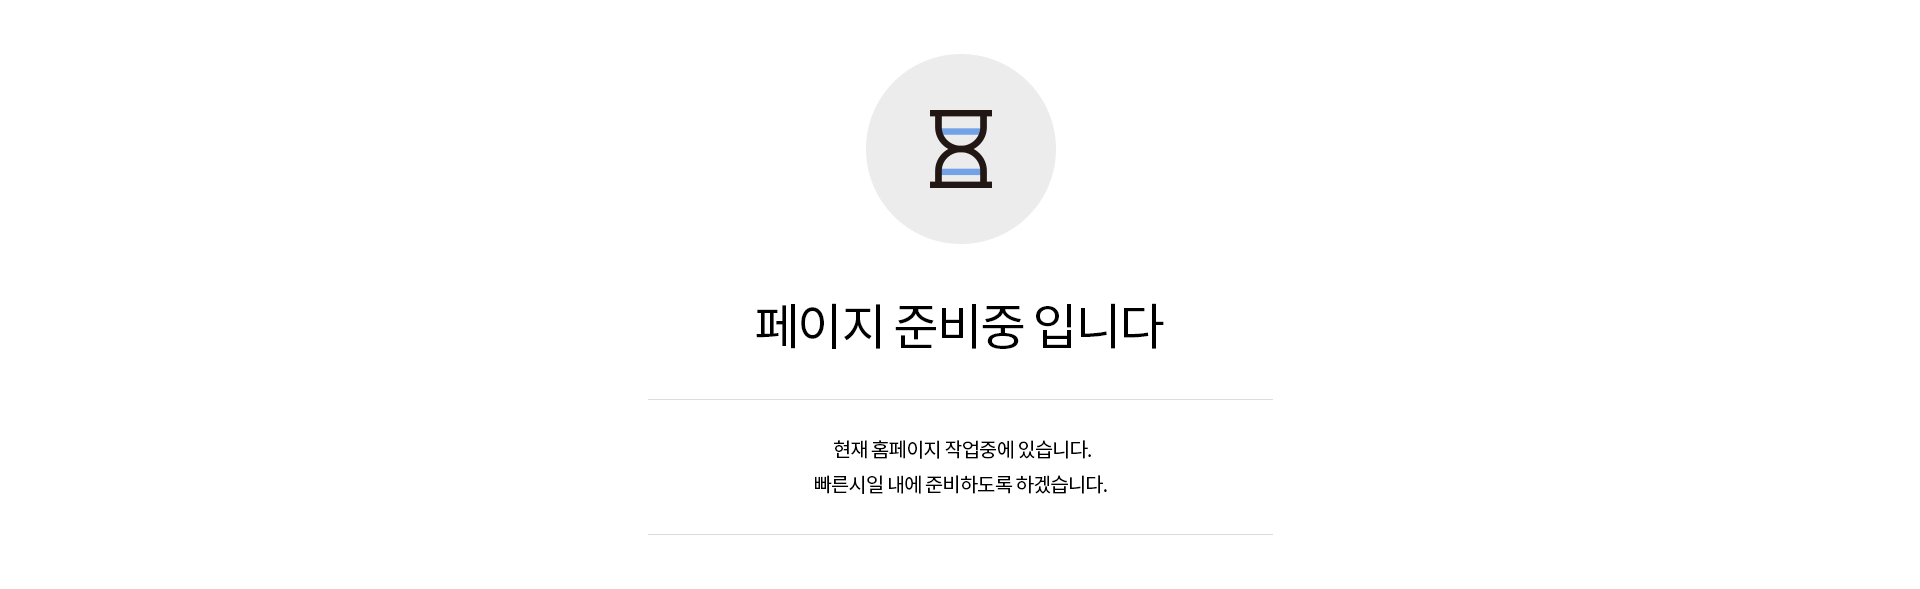 페이지 준비중 입니다
현재 홈페이지 작업중에 있습니다.
빠른시일 내에 준비하도록 하겠습니다.